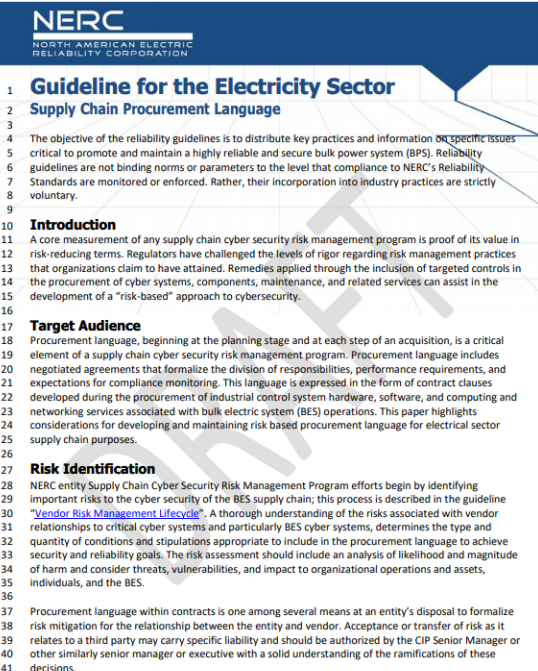 NERC
NORTH AMERICAN ELECTRIC
RELIABILITY CORPORATION
1 Guideline for the Electricity Sector
2 Supply Chain Procurement Language
3
4 The objective of the reliability guidelines is to distribute key practices and information on specific issues
5 critical to promote and maintain a highly reliable and secure bulk power system (BPS). Reliability
6 guidelines are not binding norms or parameters to the level that compliance to NERC's Reliability
7 Standards are monitored or enforced. Rather, their incorporation into industry practices are strictly
8 voluntary.
9
10 Introduction
11 A core measurement of any supply chain cyber security risk management program is proof of its value in
12 risk-reducing terms. Regulators have challenged the levels of rigor regarding risk management practices
13 that organizations claim to have attained. Remedies applied through the inclusion of targeted controls in
14 the procurement of cyber systems, components, maintenance, and related services can assist in the
15 development of a "risk-based" approach to cybersecurity.
16
17 Target Audience
18 Procurement language, beginning at the planning stage and at each step of an acquisition, is a critical
19 element of a supply chain cyber security risk management program. Procurement language includes
20 negotiated agreements that formalize the division of responsibilities, performance requirements, and
21 expectations for compliance monitoring. This language is expressed in the form of contract clauses
22 developed during the procurement of industrial control system hardware, software, and computing and
23 networking services associated with bulk electric system (BES) operations. This paper highlights
24 considerations for developing and maintaining risk based procurement language for electrical sector
25 supply chain purposes.
26
27 Risk Identification
28 NERC entity Supply Chain Cyber Security Risk Management Program efforts begin by identifying
29 important risks to the cyber security of the BES supply chain; this process is described in the guideline
30 "Vendor Risk Management Lifecycle". A thorough understanding of the risks associated with vendor
31 relationships to critical cyber systems and particularly BES cyber systems, determines the type and
32 quantity of conditions and stipulations appropriate to include in the procurement language to achieve
33 security and reliability goals. The risk assessment should include an analysis of likelihood and magnitude
34 of harm and consider threats, vulnerabilities, and impact to organizational operations and assets,
35 individuals, and the BES.
36
37 Procurement language within contracts is one among several means at an entity's disposal to formalize
38 risk mitigation for the relationship between the entity and vendor. Acceptance or transfer of risk as it
39 relates to a third party may carry specific liability and should be authorized by the CIP Senior Manager or
40 other similarly senior manager or executive with a solid understanding of the ramifications of these
41 decisions.
DRAFT